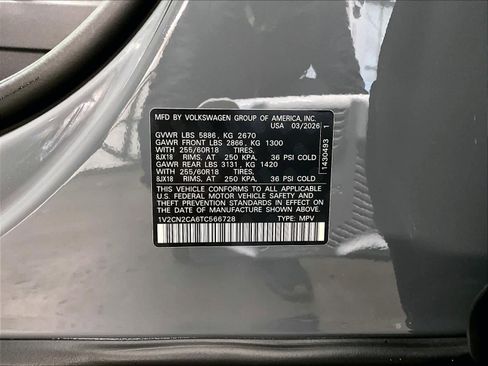 MFD BY VOLKSWAGEN GROUP OF AMERICA, INC.
USA 03/2026
GVWR LBS 5886, KG 2670
GAWR FRONT LBS 2866, KG 1300
WITH 255/60R18 TIRES,
8JX18 RIMS, AT 250 KPA, 36 PSI COLD
GAWR REAR LBS 3131, KG 1420
WITH 255/60R18 TIRES,
8JX18 RIMS, AT 250 KPA, 36 PSI COLD
THIS VEHICLE CONFORMS TO ALL APPLICABLE
U.S. FEDERAL MOTOR VEHICLE SAFETY
AND THEFT PREVENTION STANDARDS IN EFFECT
ON THE DATE OF MANUFACTURE SHOWN ABOVE.
1V2CN2CA6TC566728 TYPE: MPV
1430493 1